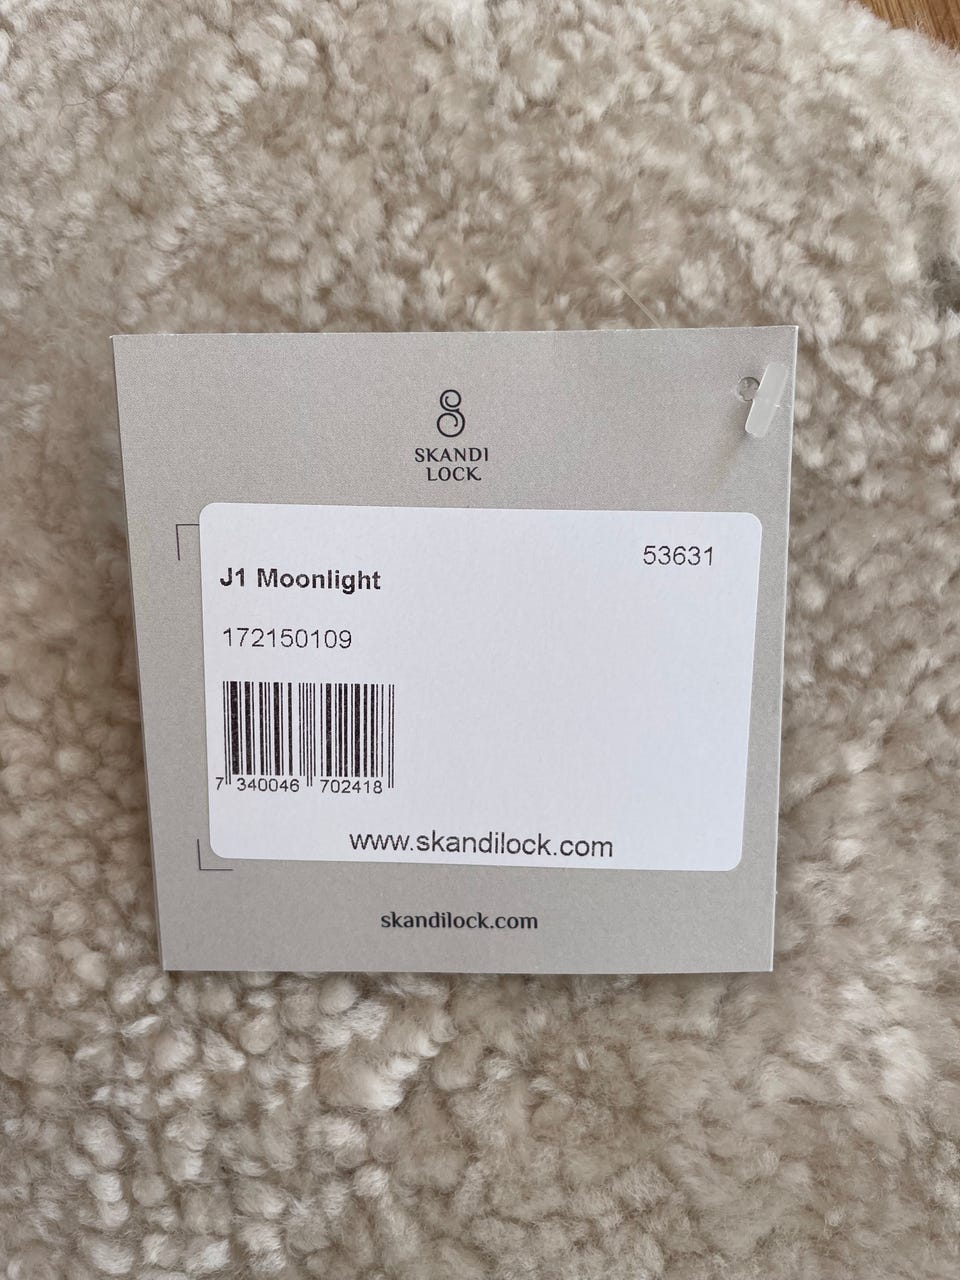 SKANDI
LOCK
53631
J1 Moonlight
172150109
7 340046 702418
www.skandilock.com
skandilock.com